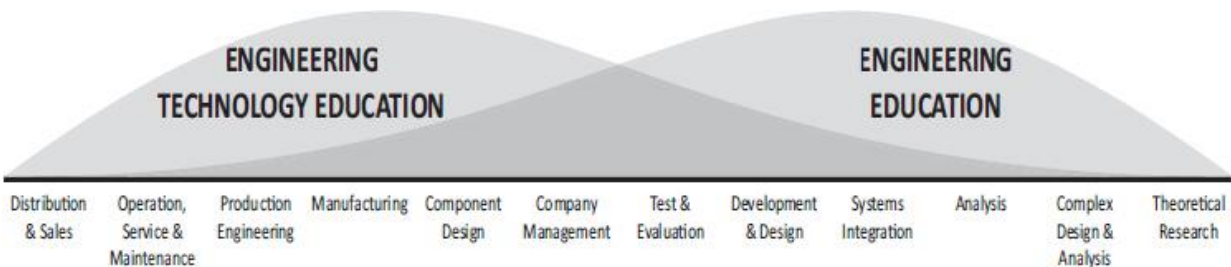 ENGINEERING
TECHNOLOGY EDUCATION
ENGINEERING
EDUCATION
Distribution
& Sales
Operation,
Service &
Maintenance
Production
Engineering
Manufacturing
Component
Design
Company
Management
Test &
Evaluation
Development
& Design
Systems
Integration
Analysis
Complex
Design &
Analysis
Theoretical
Research